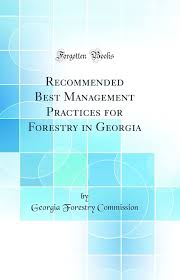 Forgotten Books
Recommended
Best Management
Practices for
Forestry in Georgia
by
Georgia Forestry Commission